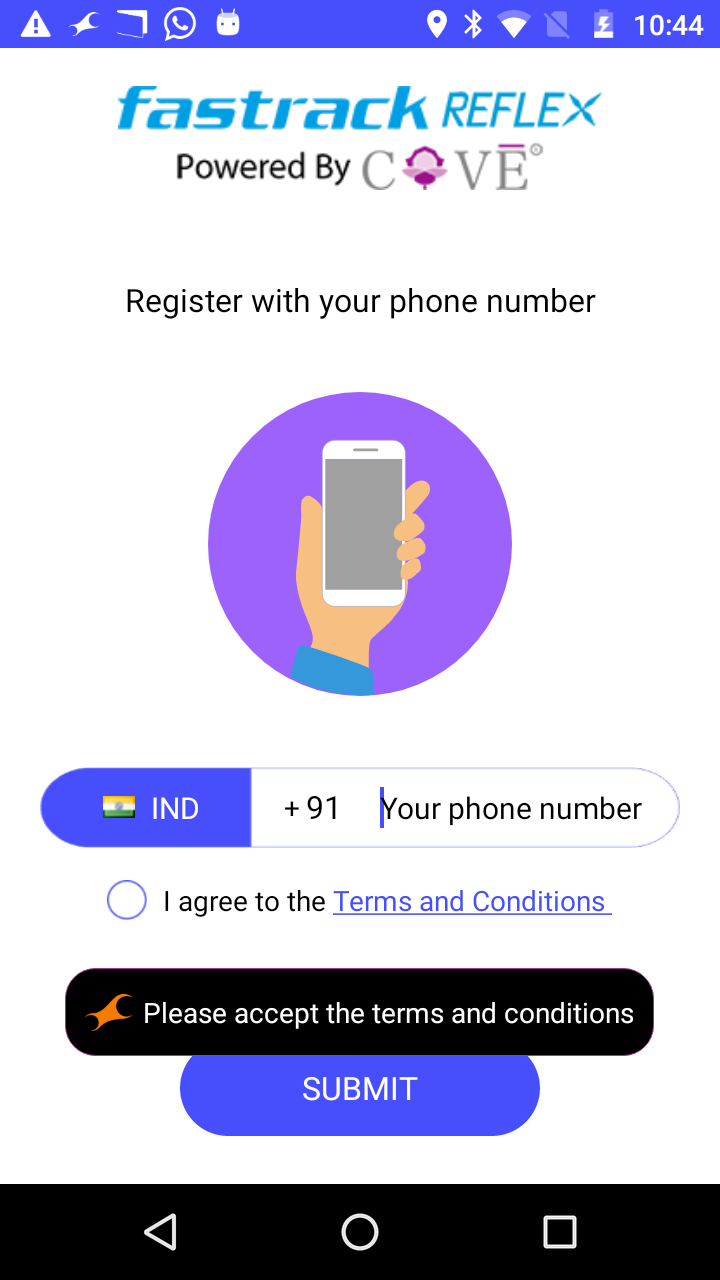 10:44
fastrack REFLEX
Powered By COVĒ®
Register with your phone number
IND + 91 Your phone number
I agree to the Terms and Conditions
Please accept the terms and conditions
SUBMIT